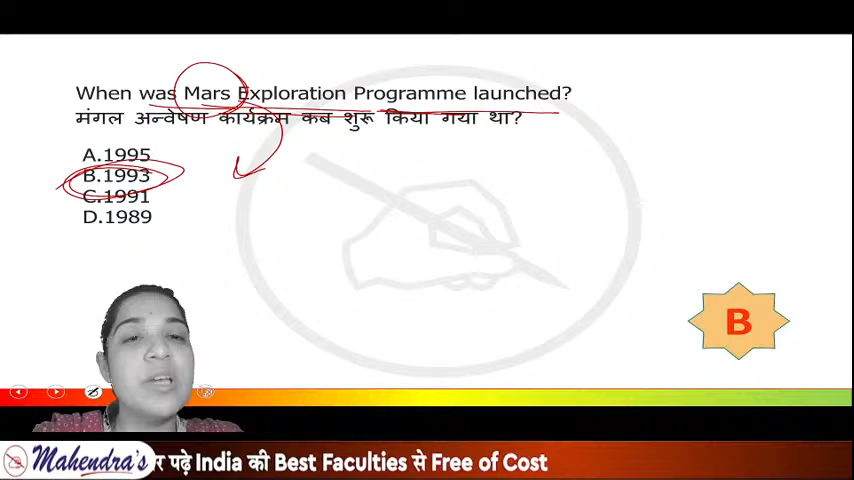 When was Mars Exploration Programme launched?
मंगल अन्वेषण कार्यक्रम कब शुरू किया गया था?
A.1995
B.1993
C.1991
D.1989
B
Mahendra's
र पढ़े India की Best Faculties से Free of Cost